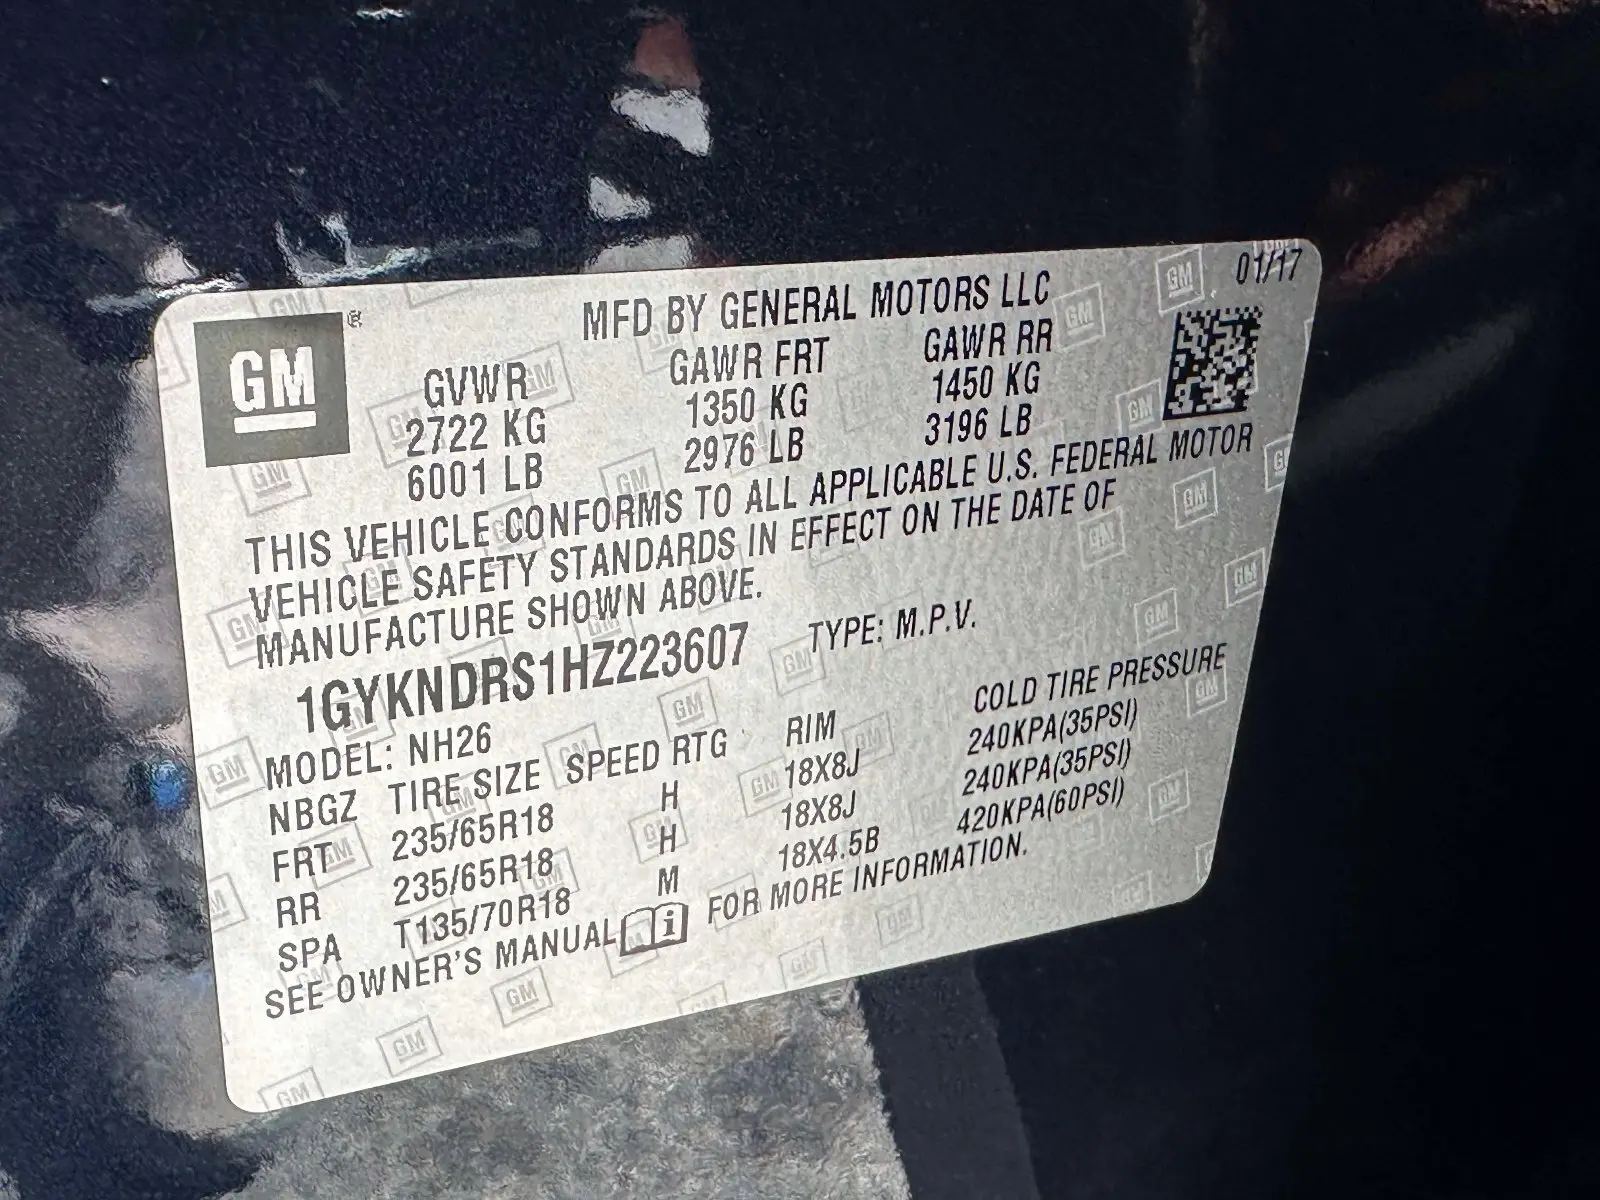 GM ®
MFD BY GENERAL MOTORS LLC 01/17
GVWR GAWR FRT GAWR RR
2722 KG 1350 KG 1450 KG
6001 LB 2976 LB 3196 LB
THIS VEHICLE CONFORMS TO ALL APPLICABLE U.S. FEDERAL MOTOR
VEHICLE SAFETY STANDARDS IN EFFECT ON THE DATE OF
MANUFACTURE SHOWN ABOVE.
1GYKNDRS1HZ223607 TYPE: M.P.V.
MODEL: NH26
NBGZ TIRE SIZE SPEED RTG RIM COLD TIRE PRESSURE
FRT 235/65R18 H 18X8J 240KPA(35PSI)
RR 235/65R18 H 18X8J 240KPA(35PSI)
SPA T135/70R18 M 18X4.5B 420KPA(60PSI)
SEE OWNER'S MANUAL i FOR MORE INFORMATION.